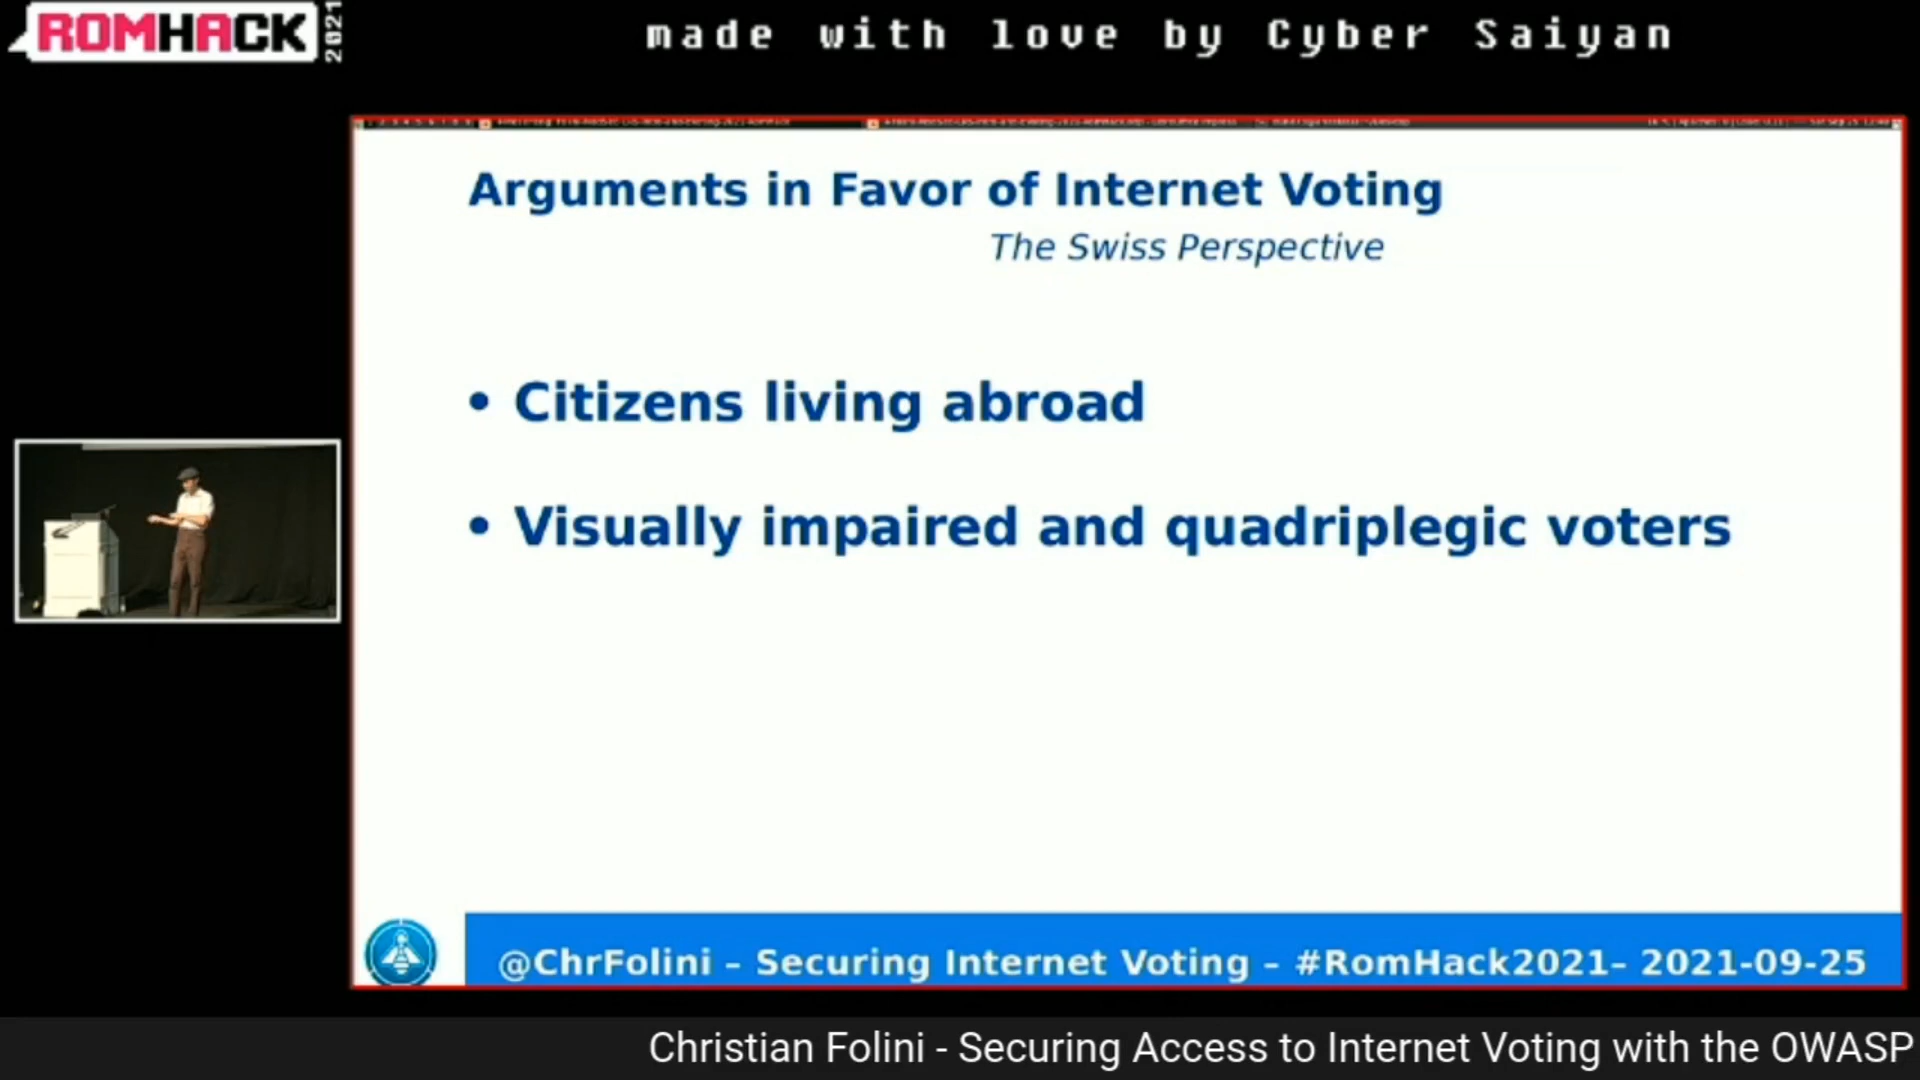 ROMHACK
2021
made with love by Cyber Saiyan
Arguments in Favor of Internet Voting
The Swiss Perspective
• Citizens living abroad
• Visually impaired and quadriplegic voters
@ChrFolini – Securing Internet Voting – #RomHack2021– 2021-09-25
Christian Folini - Securing Access to Internet Voting with the OWASP